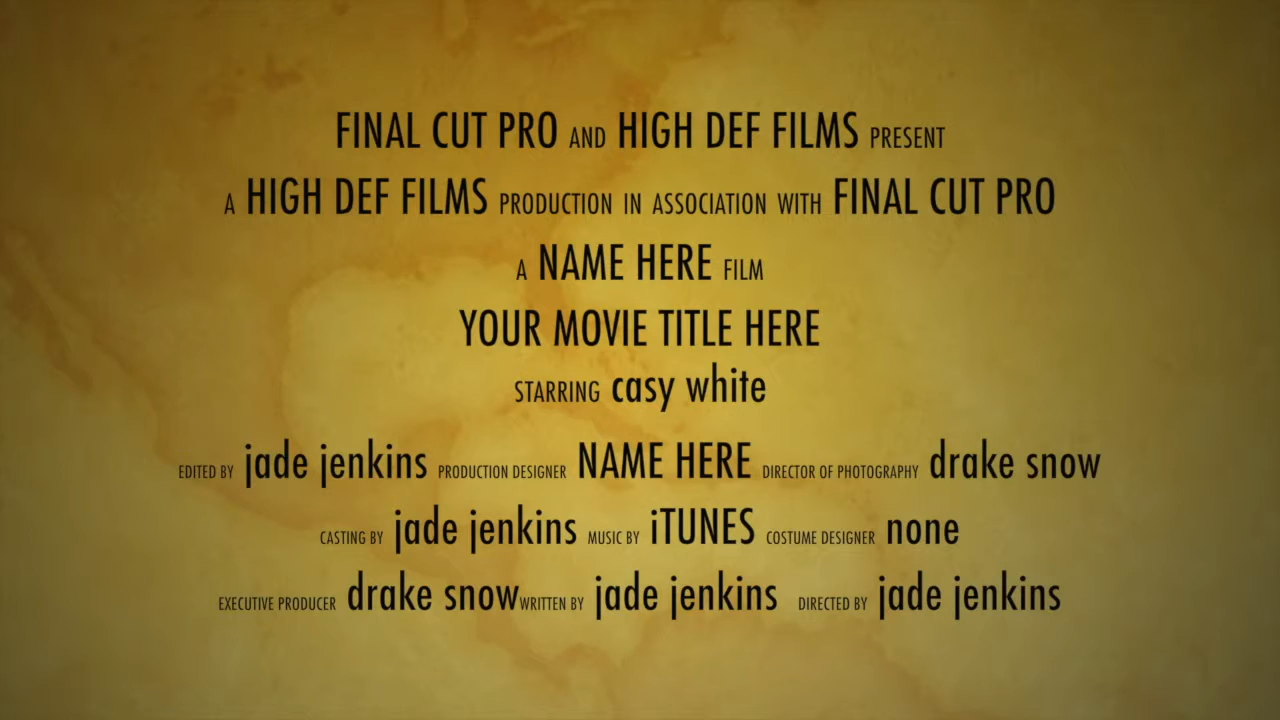 FINAL CUT PRO AND HIGH DEF FILMS PRESENT
A HIGH DEF FILMS PRODUCTION IN ASSOCIATION WITH FINAL CUT PRO
A NAME HERE FILM
YOUR MOVIE TITLE HERE
STARRING casy white
EDITED BY jade jenkins PRODUCTION DESIGNER NAME HERE DIRECTOR OF PHOTOGRAPHY drake snow
CASTING BY jade jenkins MUSIC BY iTUNES COSTUME DESIGNER none
EXECUTIVE PRODUCER drake snowWRITTEN BY jade jenkins DIRECTED BY jade jenkins